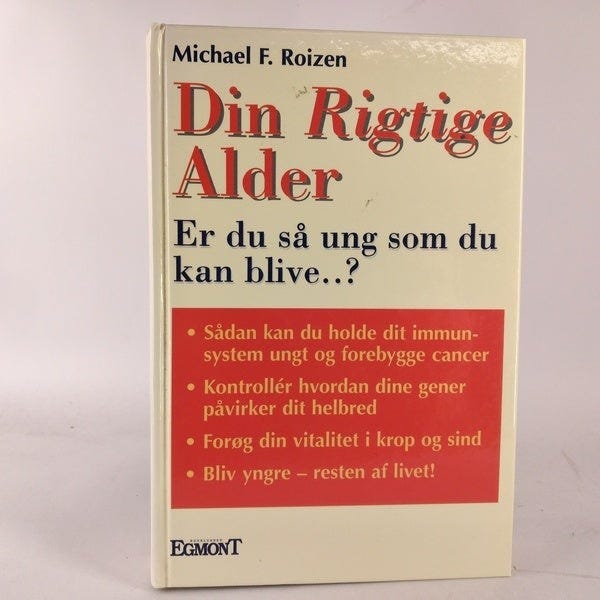 Michael F. Roizen
Din Rigtige
Alder
Er du så ung som du
kan blive..?
• Sådan kan du holde dit immun-
system ungt og forebygge cancer
• Kontrollér hvordan dine gener
påvirker dit helbred
• Forøg din vitalitet i krop og sind
• Bliv yngre – resten af livet!
EGMONT